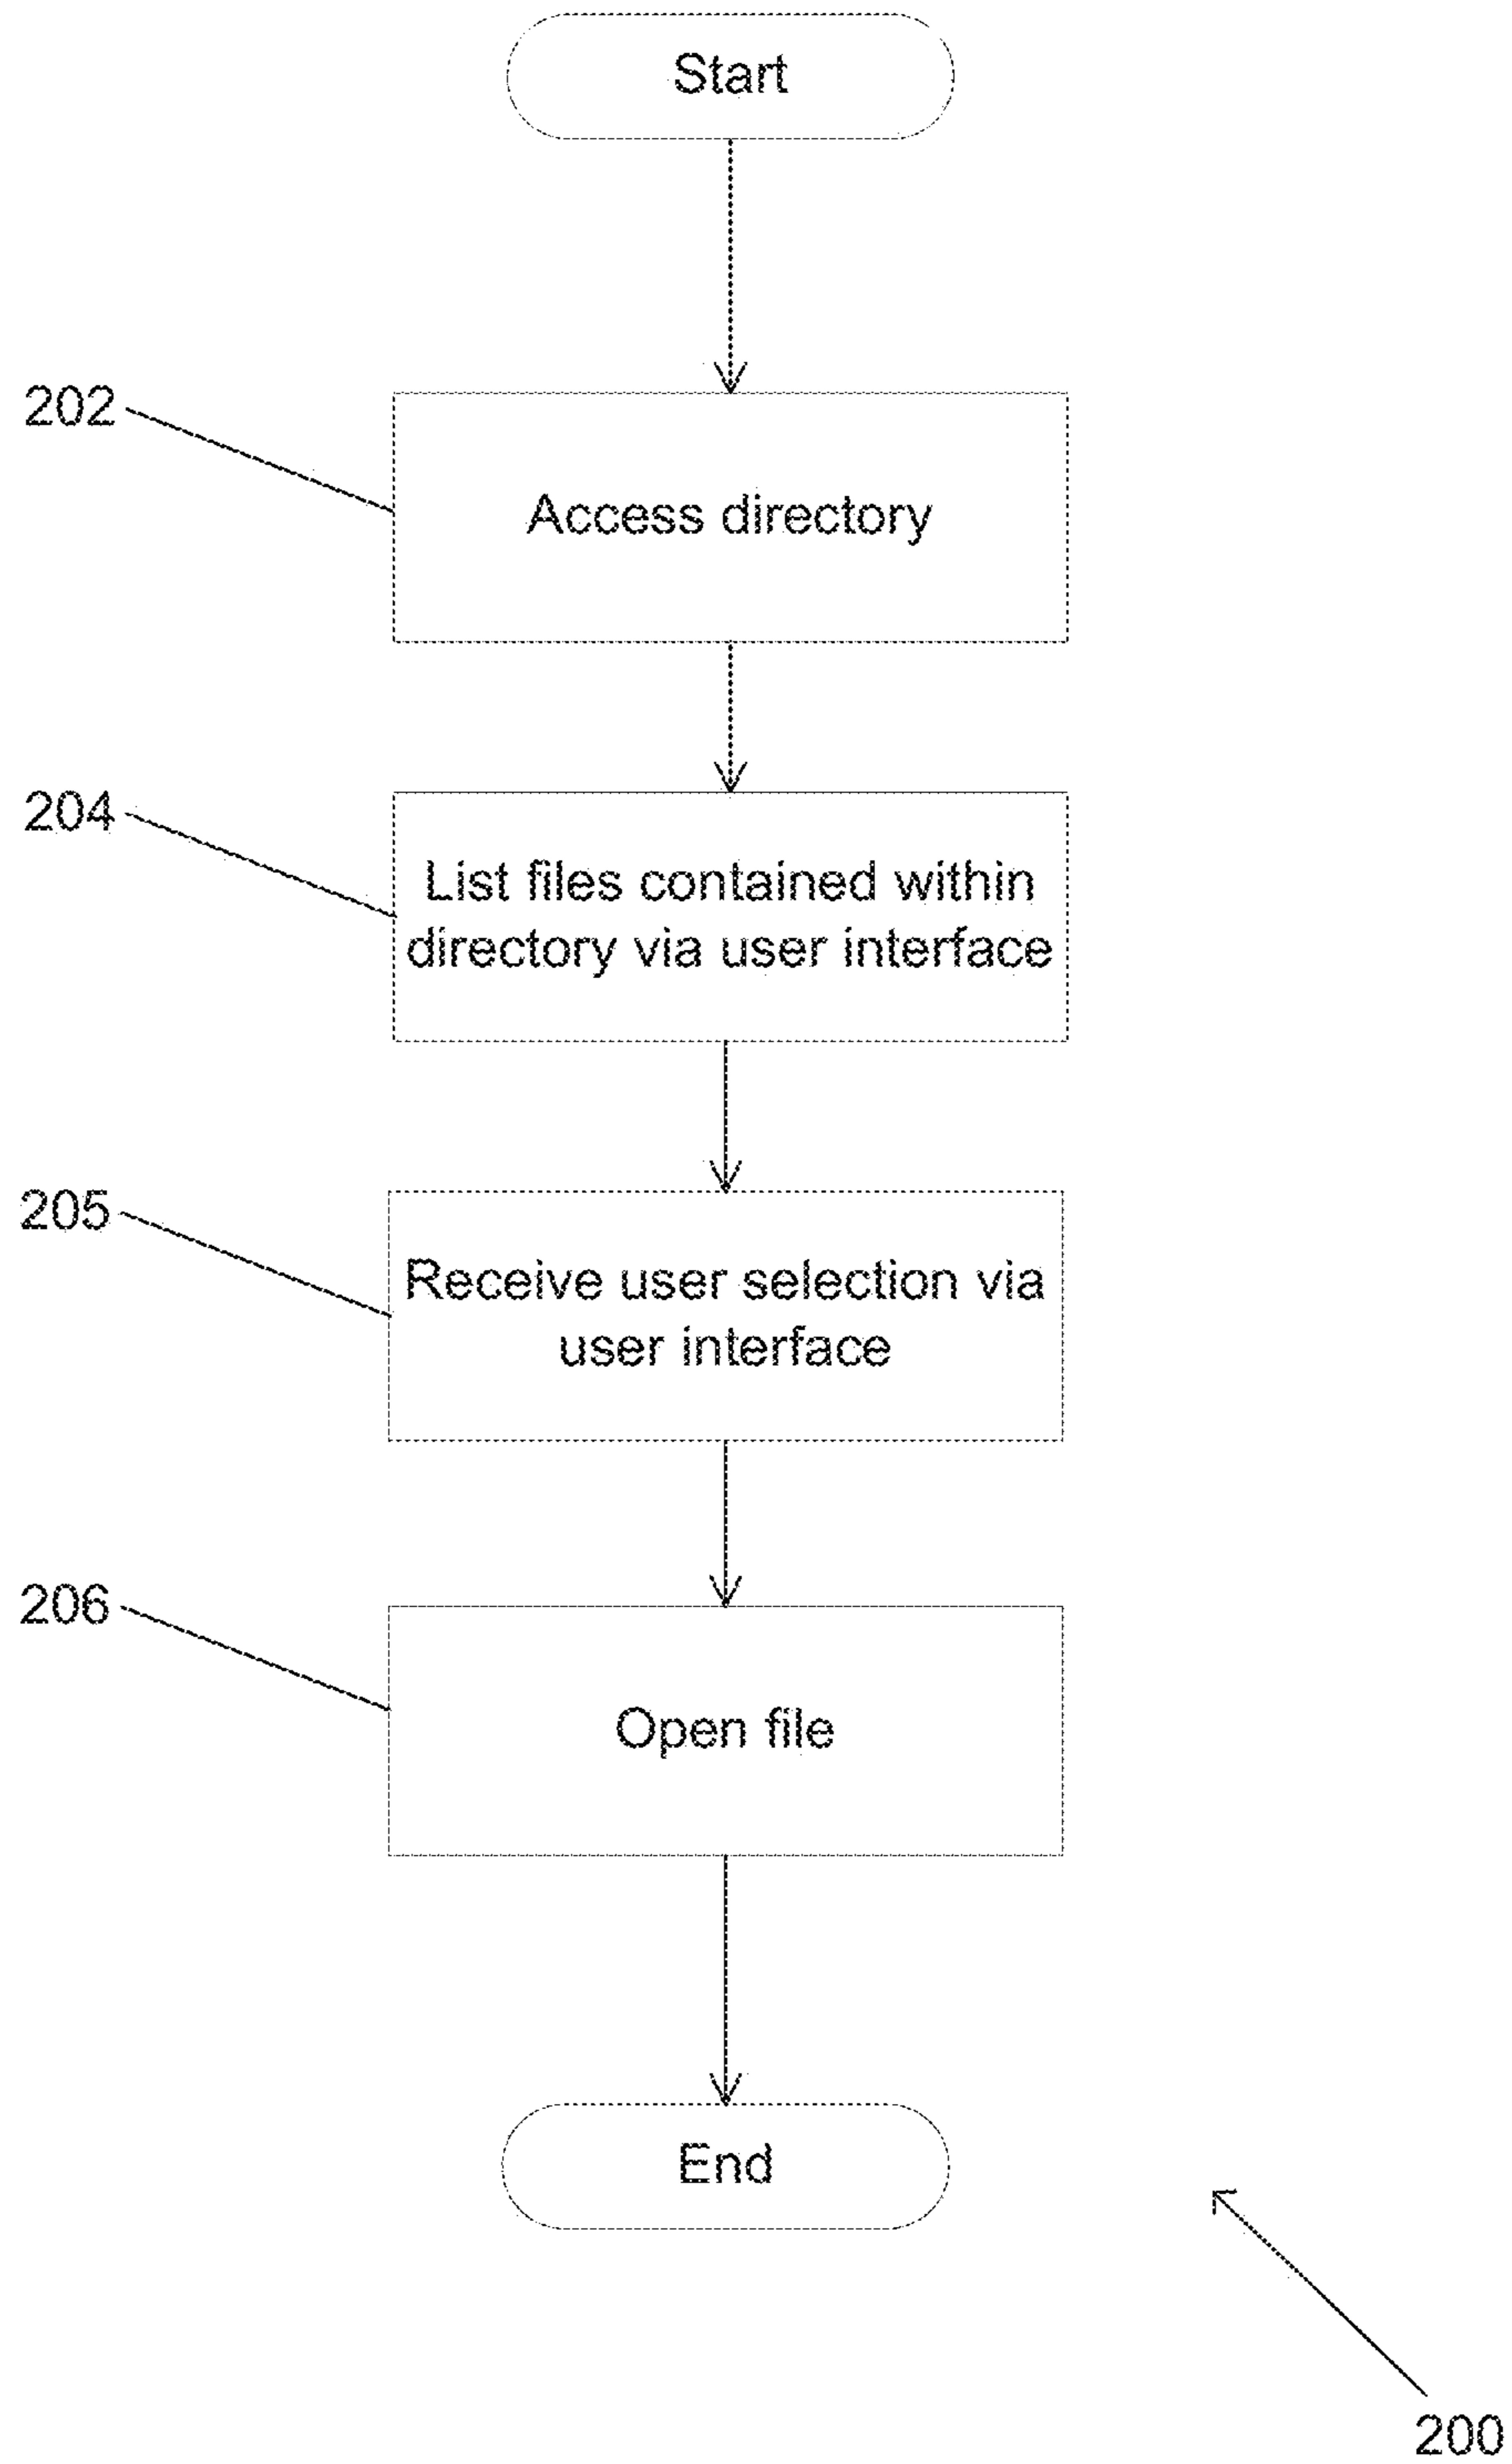 Start
202
Access directory
204
List files contained within
directory via user interface
205
Receive user selection via
user interface
206
Open file
End
200